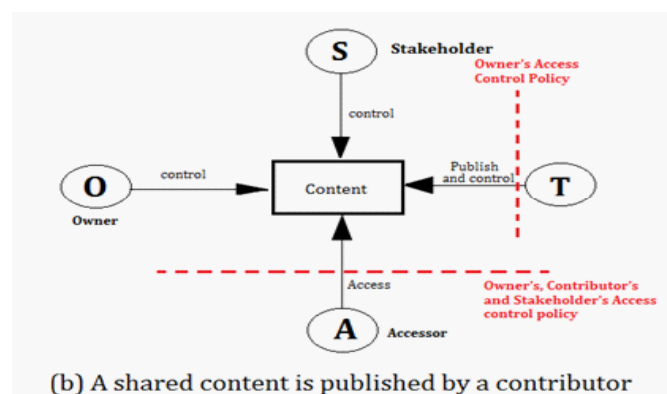 S
Stakeholder
Owner's Access
Control Policy
control
control
Publish
and control
O
Content
T
Owner
Access
Owner's, Contributor's
and Stakeholder's Access
control policy
A
Accessor
(b) A shared content is published by a contributor